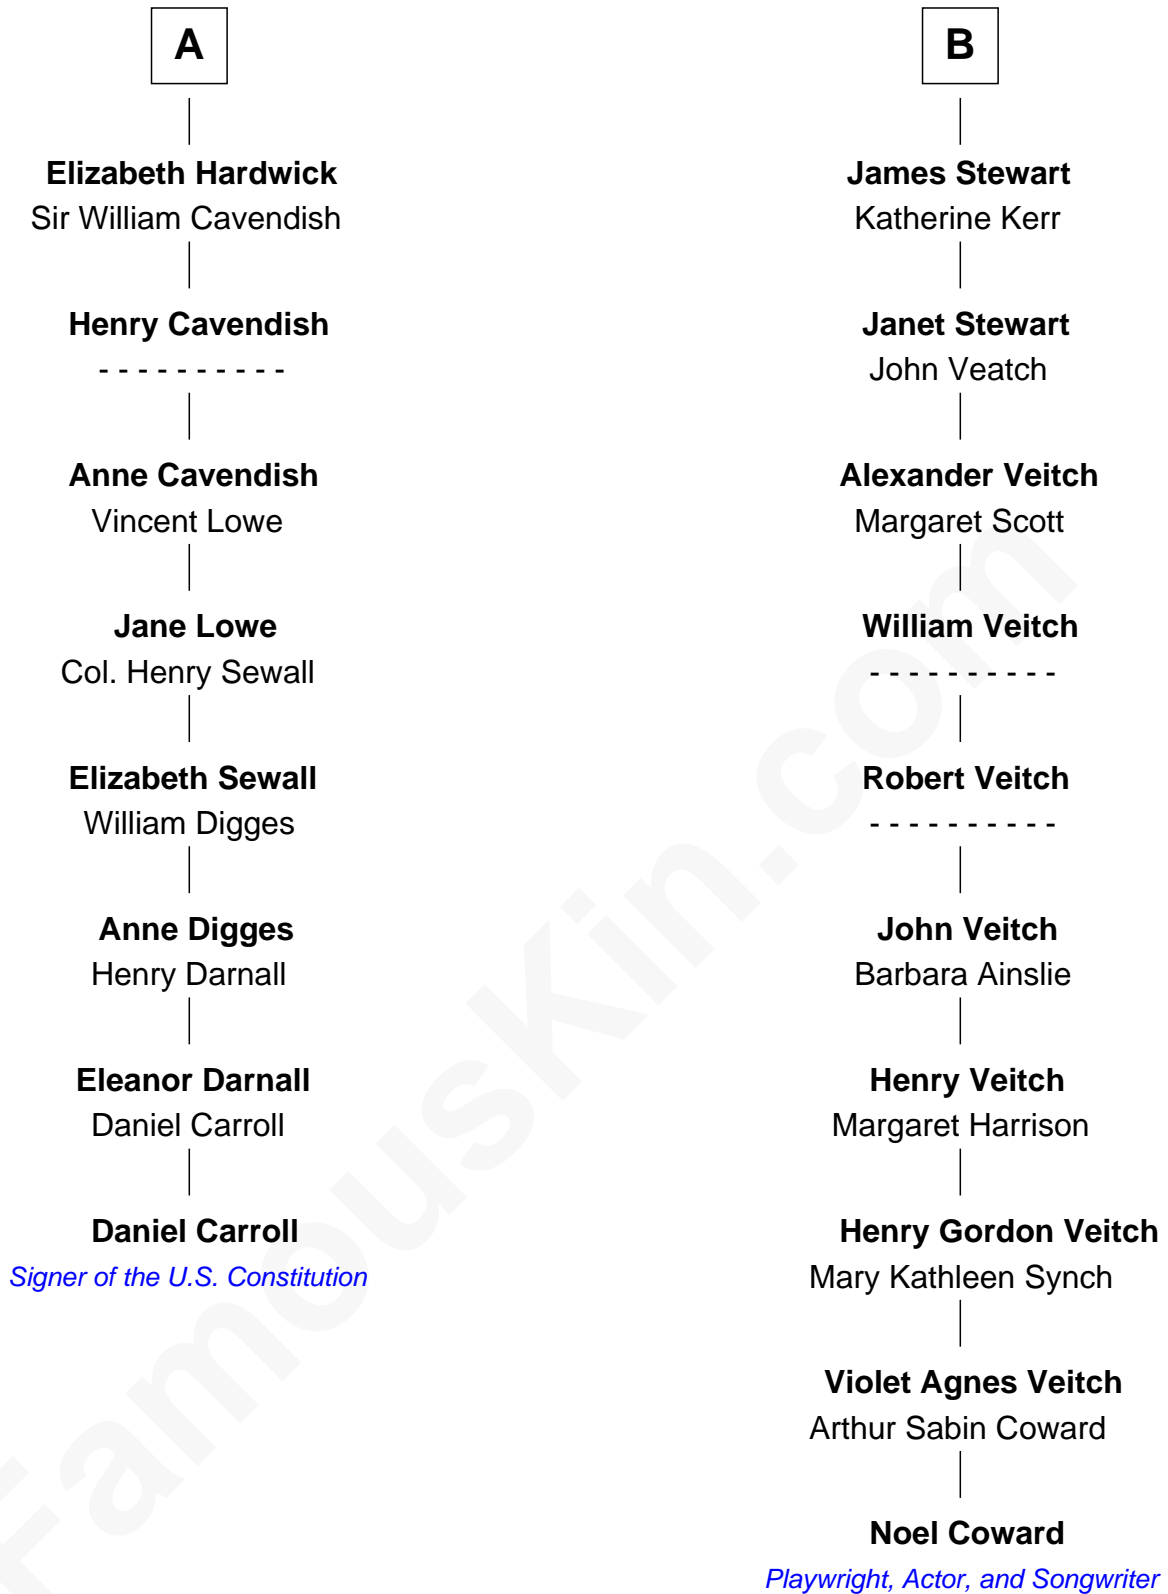 A
Elizabeth Hardwick
Sir William Cavendish
Henry Cavendish
- - - - - - - - - -
Anne Cavendish
Vincent Lowe
Jane Lowe
Col. Henry Sewall
Elizabeth Sewall
William Digges
Anne Digges
Henry Darnall
Eleanor Darnall
Daniel Carroll
Daniel Carroll
Signer of the U.S. Constitution
B
James Stewart
Katherine Kerr
Janet Stewart
John Veatch
Alexander Veitch
Margaret Scott
William Veitch
- - - - - - - - - -
Robert Veitch
- - - - - - - - - -
John Veitch
Barbara Ainslie
Henry Veitch
Margaret Harrison
Henry Gordon Veitch
Mary Kathleen Synch
Violet Agnes Veitch
Arthur Sabin Coward
Noel Coward
Playwright, Actor, and Songwriter
FamousKin.com